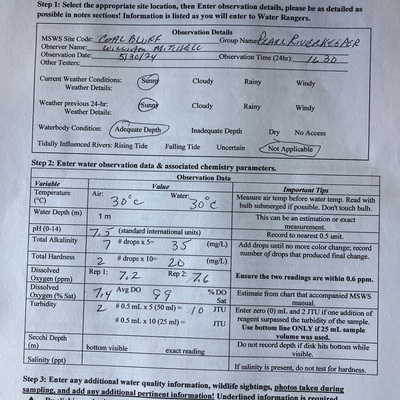 Step 1: Select the appropriate site location, then Enter observation details, please be as detailed as
possible in notes sections! Information is listed as you will enter to Water Rangers.
Observation Details
MSWS Site Code: COAL BLUFF Group Name: PEARL RIVERKEEPER
Observer Name: WILLIAM MITCHELL
Observation Date: 5/30/24 Observation Time (24hr): 1630
Other Testers:
Current Weather Conditions: Sunny Cloudy Rainy Windy
Weather Details:
Weather previous 24-hr: Sunny Cloudy Rainy Windy
Weather Details:
Waterbody Condition: Adequate Depth Inadequate Depth Dry No Access
Tidally Influenced Rivers: Rising Tide Falling Tide Uncertain Not Applicable
Step 2: Enter water observation data & associated chemistry parameters.
Observation Data
Variable Value Important Tips
Temperature (°C) Air: 30°C Water: 30°C Measure air temp before water temp. Read with bulb submerged if possible. Don't touch bulb.
Water Depth (m) 1 m This can be an estimation or exact measurement.
pH (0-14) 7.5 (standard international units) Record to nearest 0.5 unit.
Total Alkalinity 7 # drops x 5= 35 (mg/L) Add drops until no more color change; record number of drops that produced final change.
Total Hardness 2 # drops x 10= 20 (mg/L)
Dissolved Oxygen (ppm) Rep 1: 7.2 Rep 2: 7.6 Ensure the two readings are within 0.6 ppm.
Dissolved Oxygen (% Sat) 7.4 Avg DO 99 % DO Sat Estimate from chart that accompanied MSWS manual.
Turbidity 2 # 0.5 mL x 5 (50 ml) = 10 JTU Enter zero (0) mL and 2 JTU if one addition of reagent surpassed the turbidity of the sample.
# 0.5 mL x 10 (25 ml) = JTU Use bottom line ONLY if 25 mL sample volume was used.
Secchi Depth (m) bottom visible exact reading Do not record depth if disk hits bottom while visible.
Salinity (ppt) If salinity is present, do not test for hardness.
Step 3: Enter any additional water quality information, wildlife sightings, photos taken during
sampling, and add any additional pertinent information! Underlined information is required